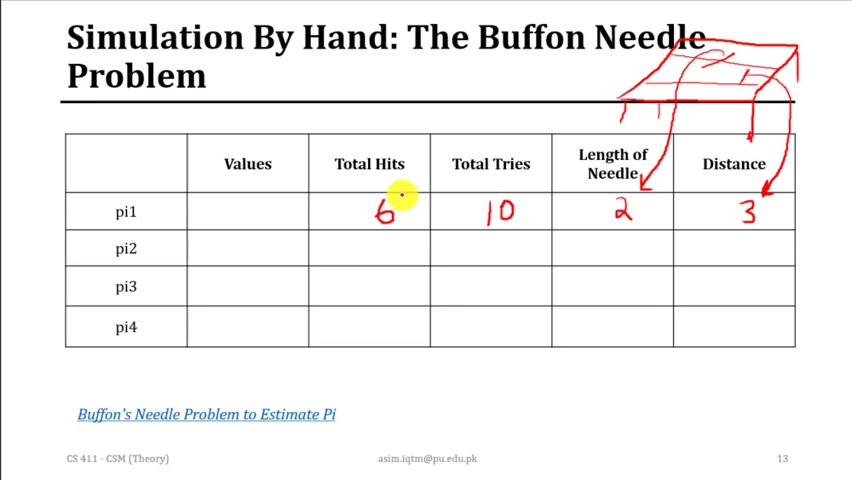 Simulation By Hand: The Buffon Needle
Problem
Values
Total Hits
Total Tries
Length of
Needle
Distance
pi1
6
10
2
3
pi2
pi3
pi4
Buffon's Needle Problem to Estimate Pi
CS 411 - CSM (Theory)
asim.iqtm@pu.edu.pk
13